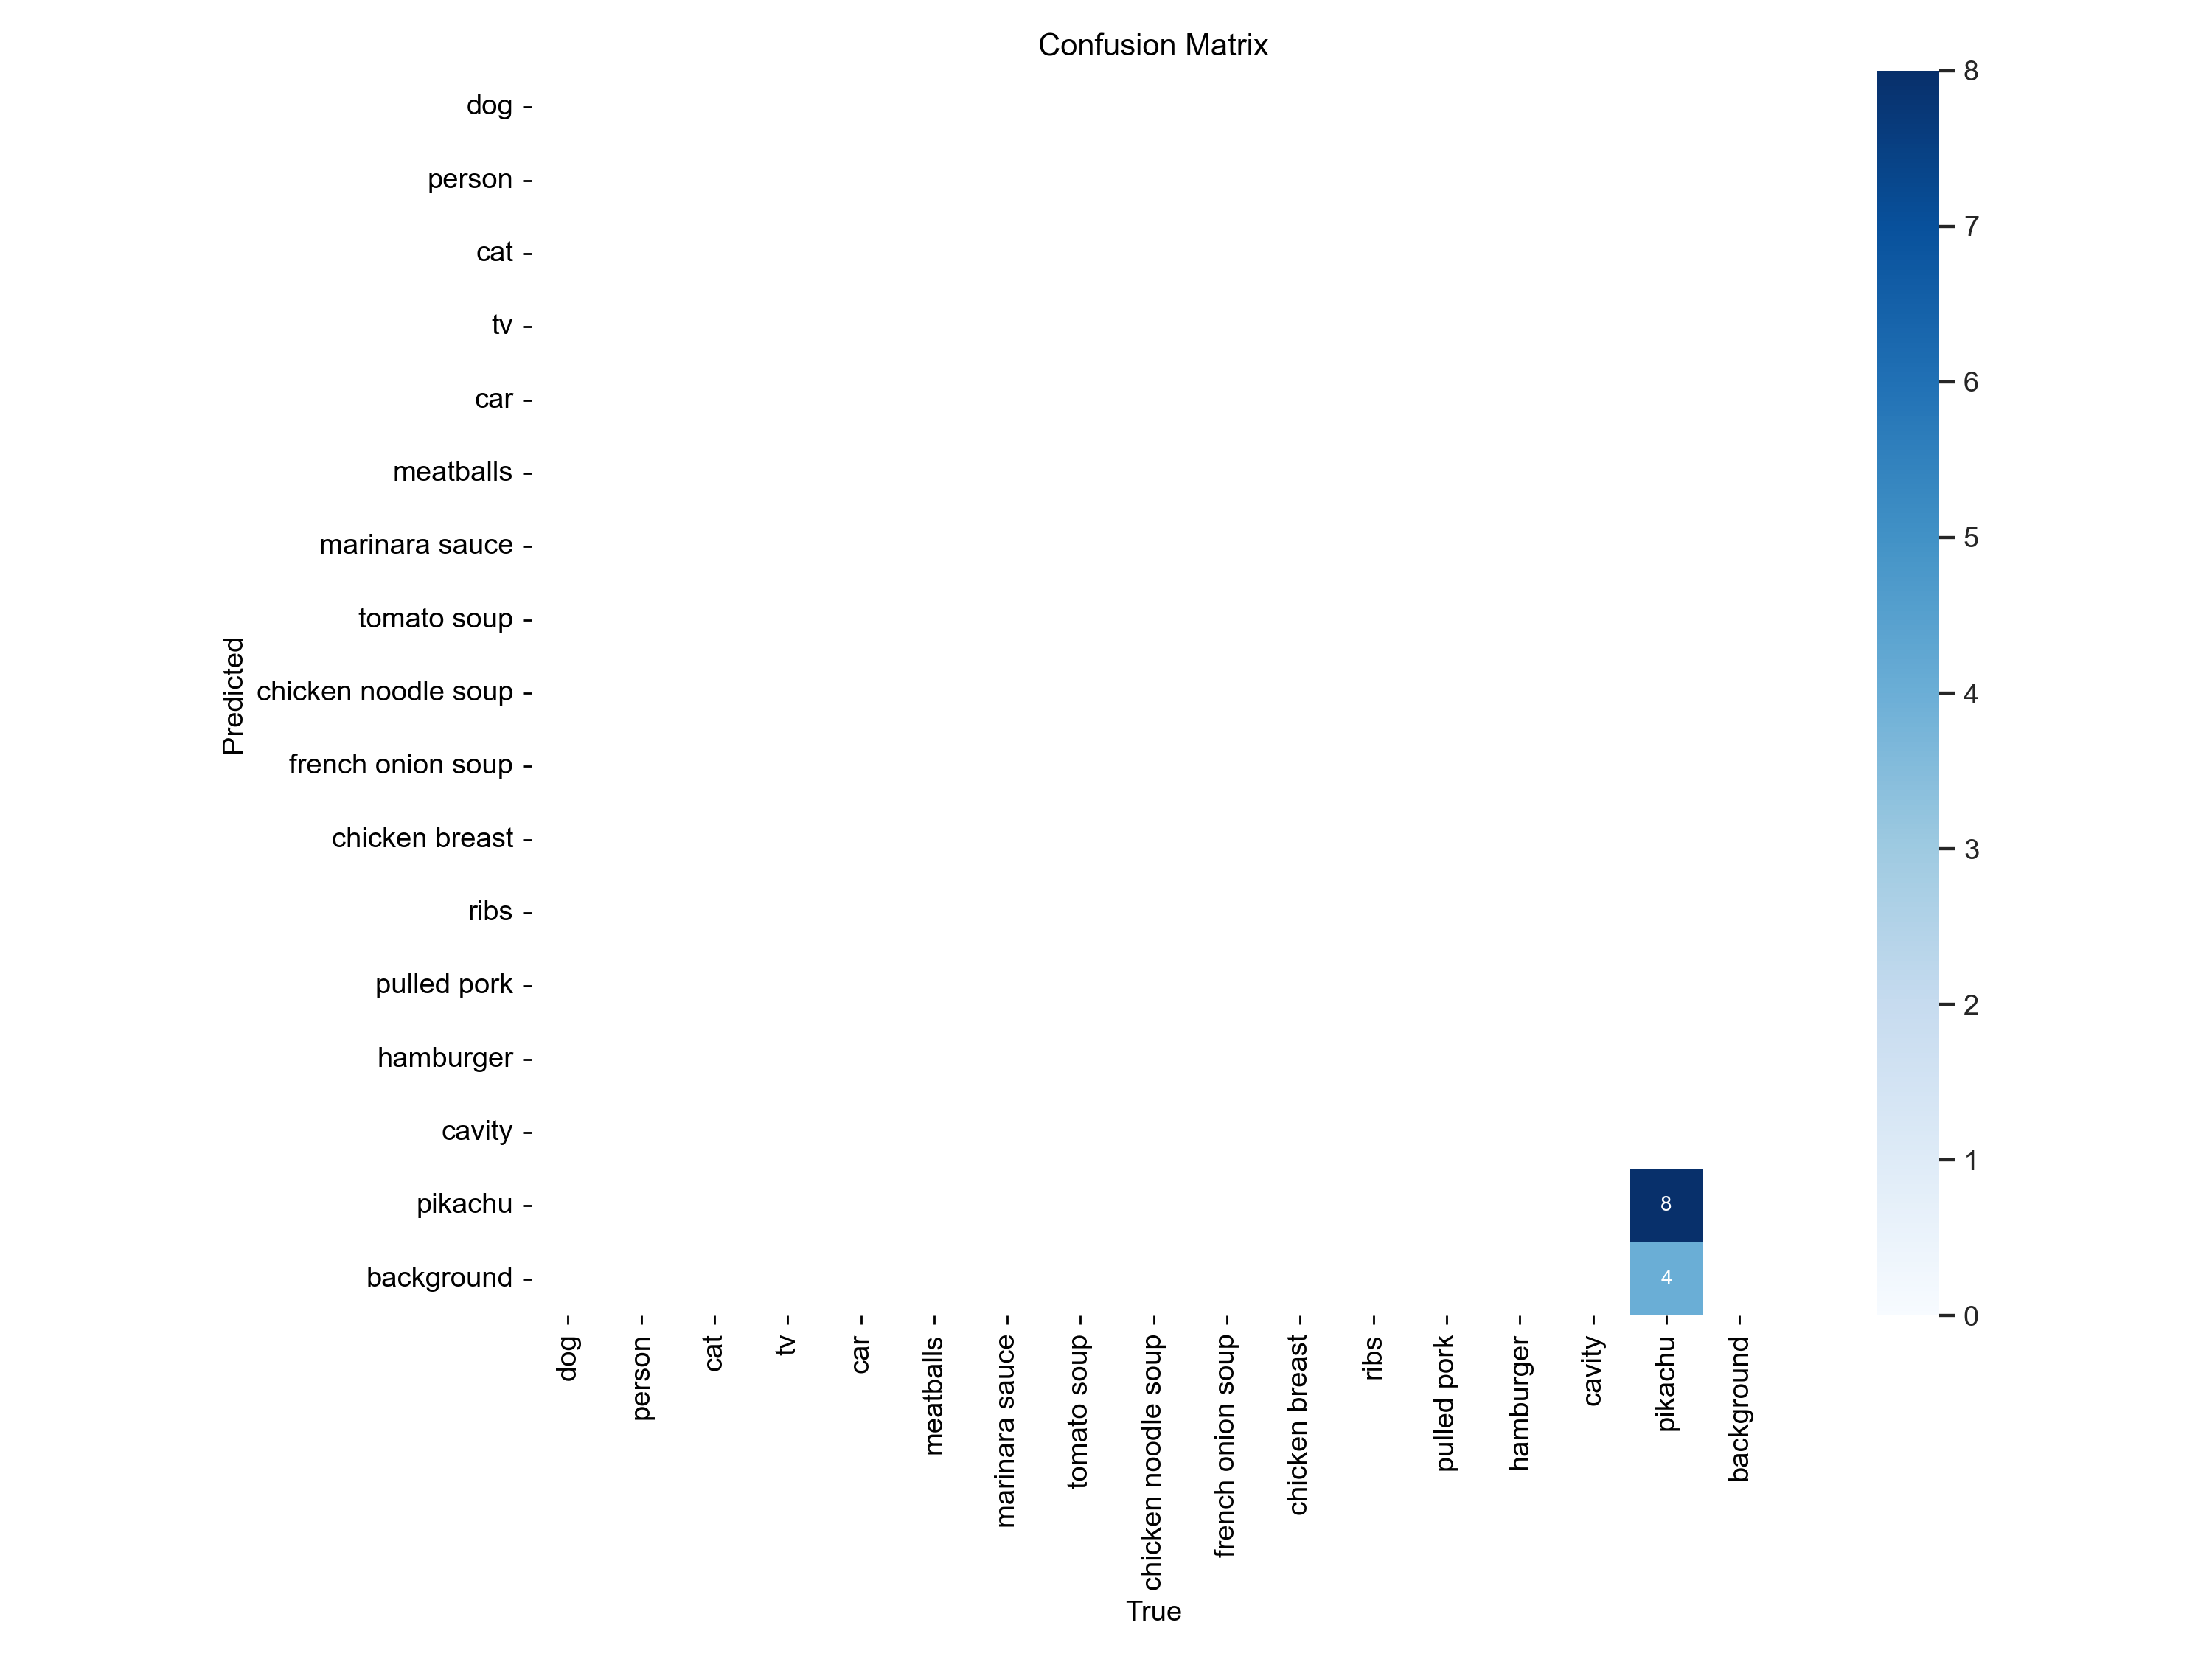 Confusion Matrix
dog
person
cat
tv
car
meatballs
marinara sauce
tomato soup
chicken noodle soup
french onion soup
chicken breast
ribs
pulled pork
hamburger
cavity
pikachu
background
Predicted
8
4
dog
person
cat
tv
car
meatballs
marinara sauce
tomato soup
chicken noodle soup
french onion soup
chicken breast
ribs
pulled pork
hamburger
cavity
pikachu
background
True
8
7
6
5
4
3
2
1
0